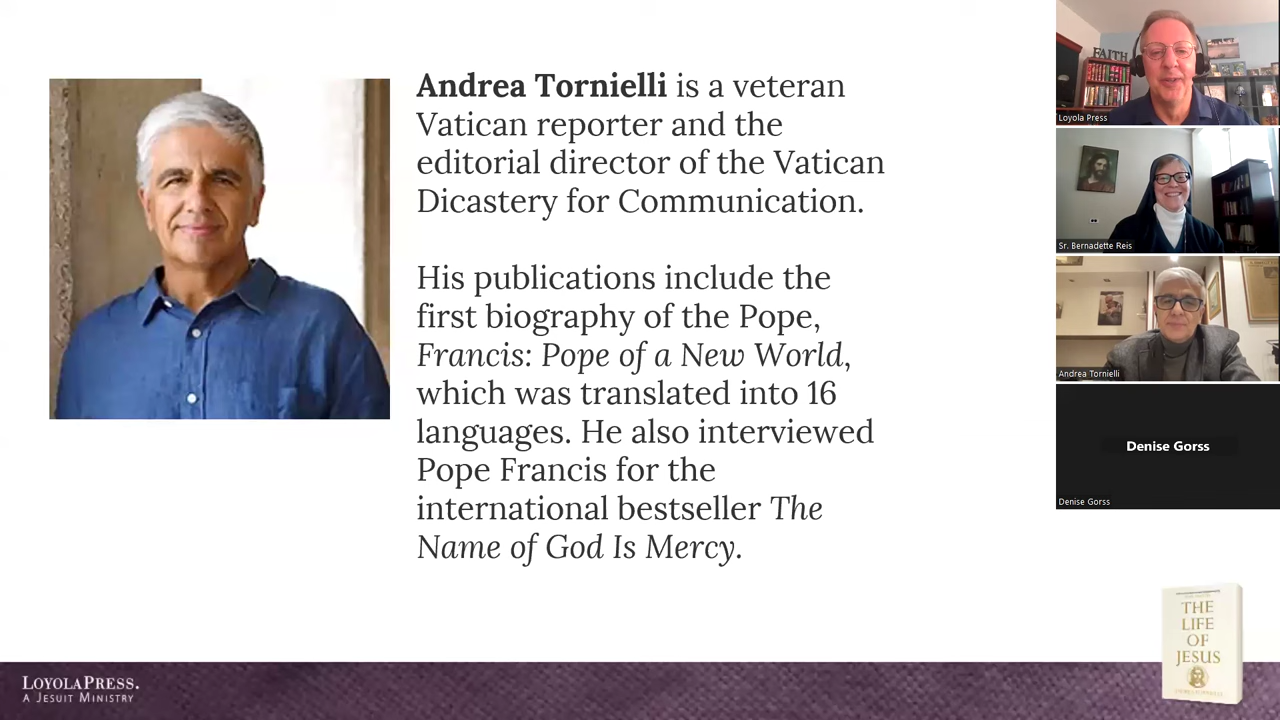 Andrea Tornielli is a veteran
Vatican reporter and the
editorial director of the Vatican
Dicastery for Communication.
His publications include the
first biography of the Pope,
Francis: Pope of a New World,
which was translated into 16
languages. He also interviewed
Pope Francis for the
international bestseller The
Name of God Is Mercy.
FAITH
Loyola Press
Sr. Bernadette Reis
Andrea Tornielli
Denise Gorss
Denise Gorss
THE
LIFE
OF
JESUS
LOYOLAPRESS.
A JESUIT MINISTRY